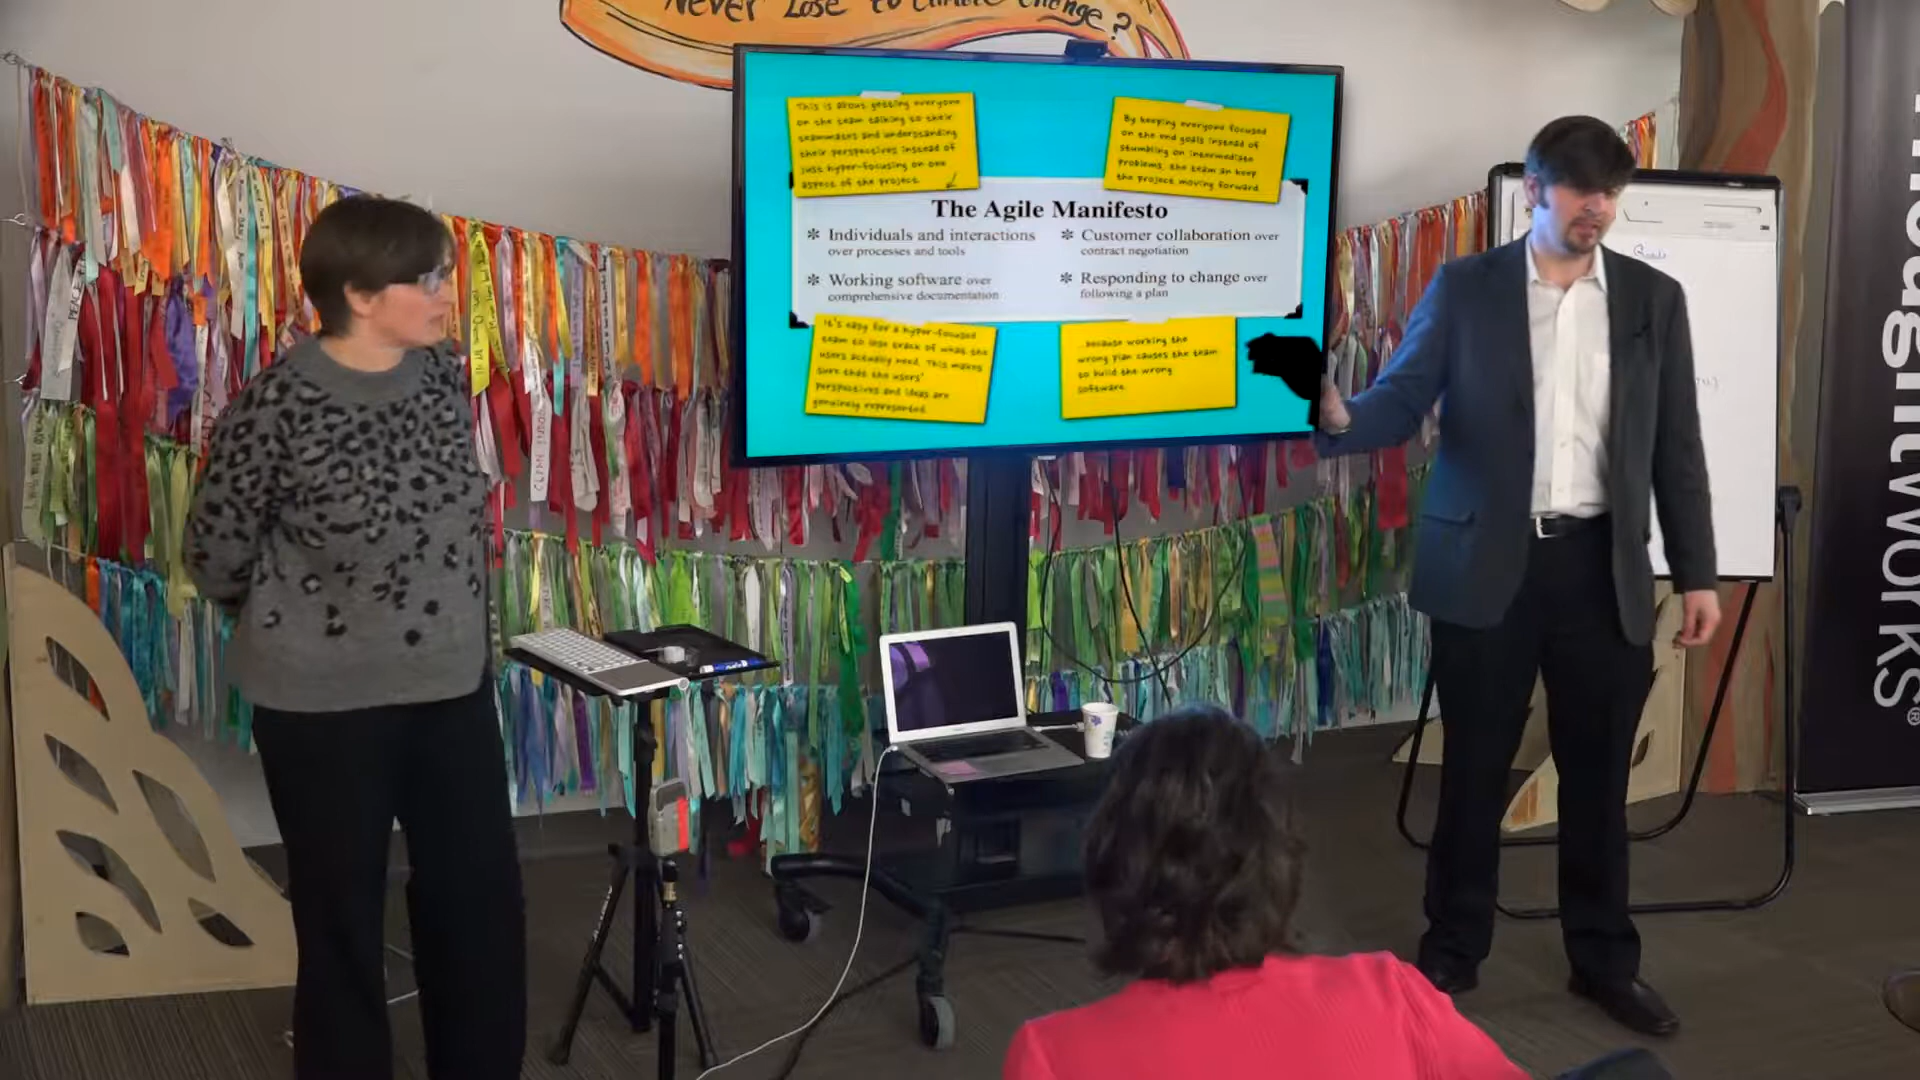 Never Lose to Climate Change?
This is about getting everyone
on the team talking to their
teammates and understanding
their perspectives instead of
just hyper-focusing on one
aspect of the project.
By keeping everyone focused
on the end goals instead of
stumbling on intermediate
problems, the team an keep
the project moving forward.
The Agile Manifesto
✻ Individuals and interactions
over processes and tools
✻ Customer collaboration over
contract negotiation
✻ Working software over
comprehensive documentation
✻ Responding to change over
following a plan
It's easy for a hyper-focused
team to lose track of what the
users actually need. This makes
sure that the users'
perspectives and ideas are
genuinely represented.
...because working the
wrong plan causes the team
to build the wrong
software.
Goals
PEACE
thoughtworks®